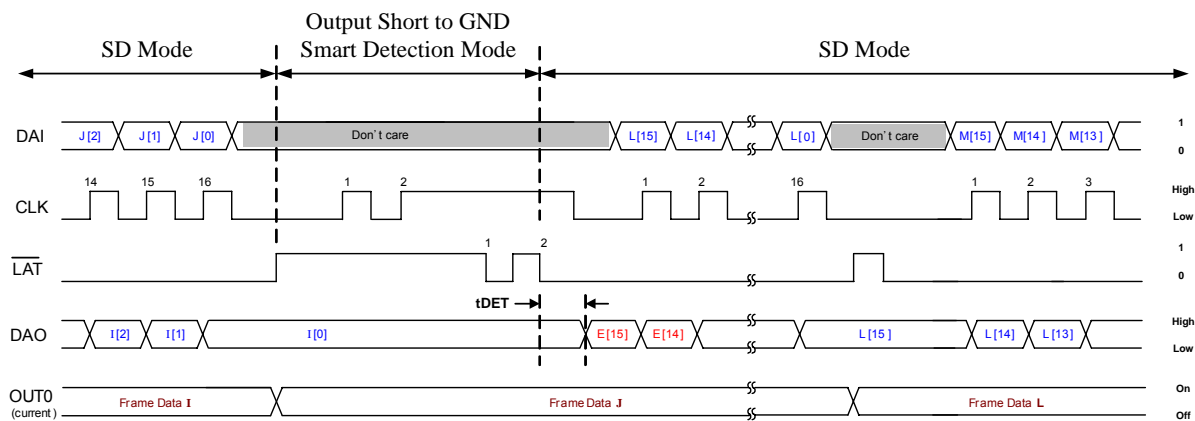 Output Short to GND
SD Mode Smart Detection Mode SD Mode
DAI J[2] J[1] J[0] Don't care L[15] L[14] L[0] Don't care M[15] M[14] M[13] 1
0
14 15 16 1 2 1 2 16 1 2 3
CLK High
Low
LAT 1 2 1
0
tDET
DAO I[2] I[1] I[0] E[15] E[14] L[15] L[14] L[13] High
Low
OUT0 Frame Data I Frame Data J Frame Data L On
(current) Off